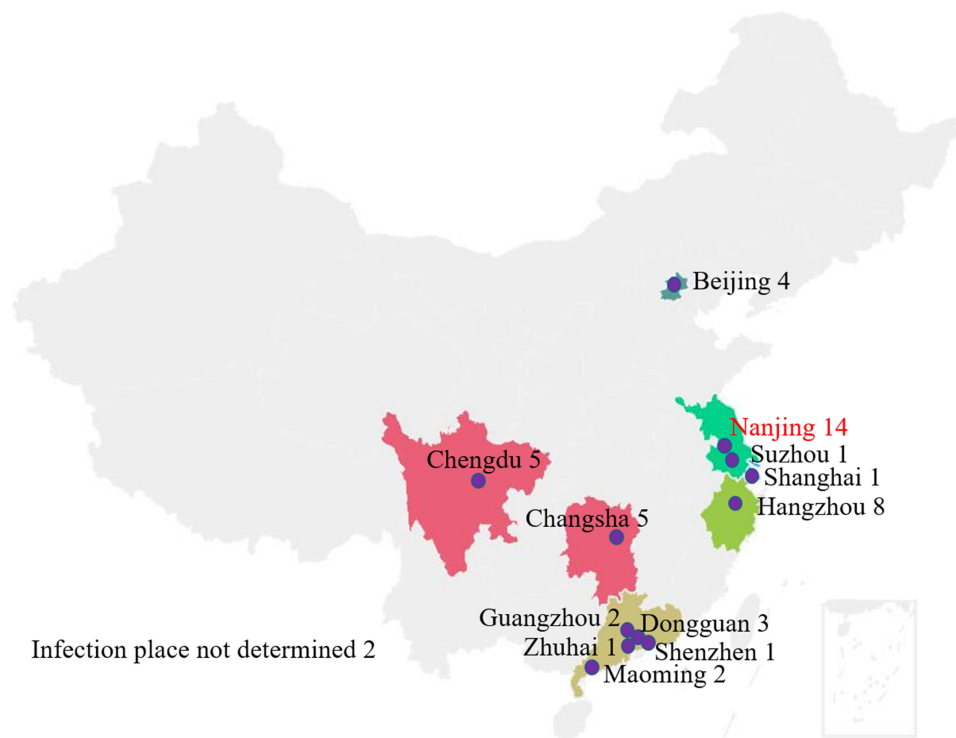 Beijing 4
Nanjing 14
Suzhou 1
Chengdu 5
Shanghai 1
Hangzhou 8
Changsha 5
Guangzhou 2
Dongguan 3
Zhuhai 1
Shenzhen 1
Infection place not determined 2
Maoming 2